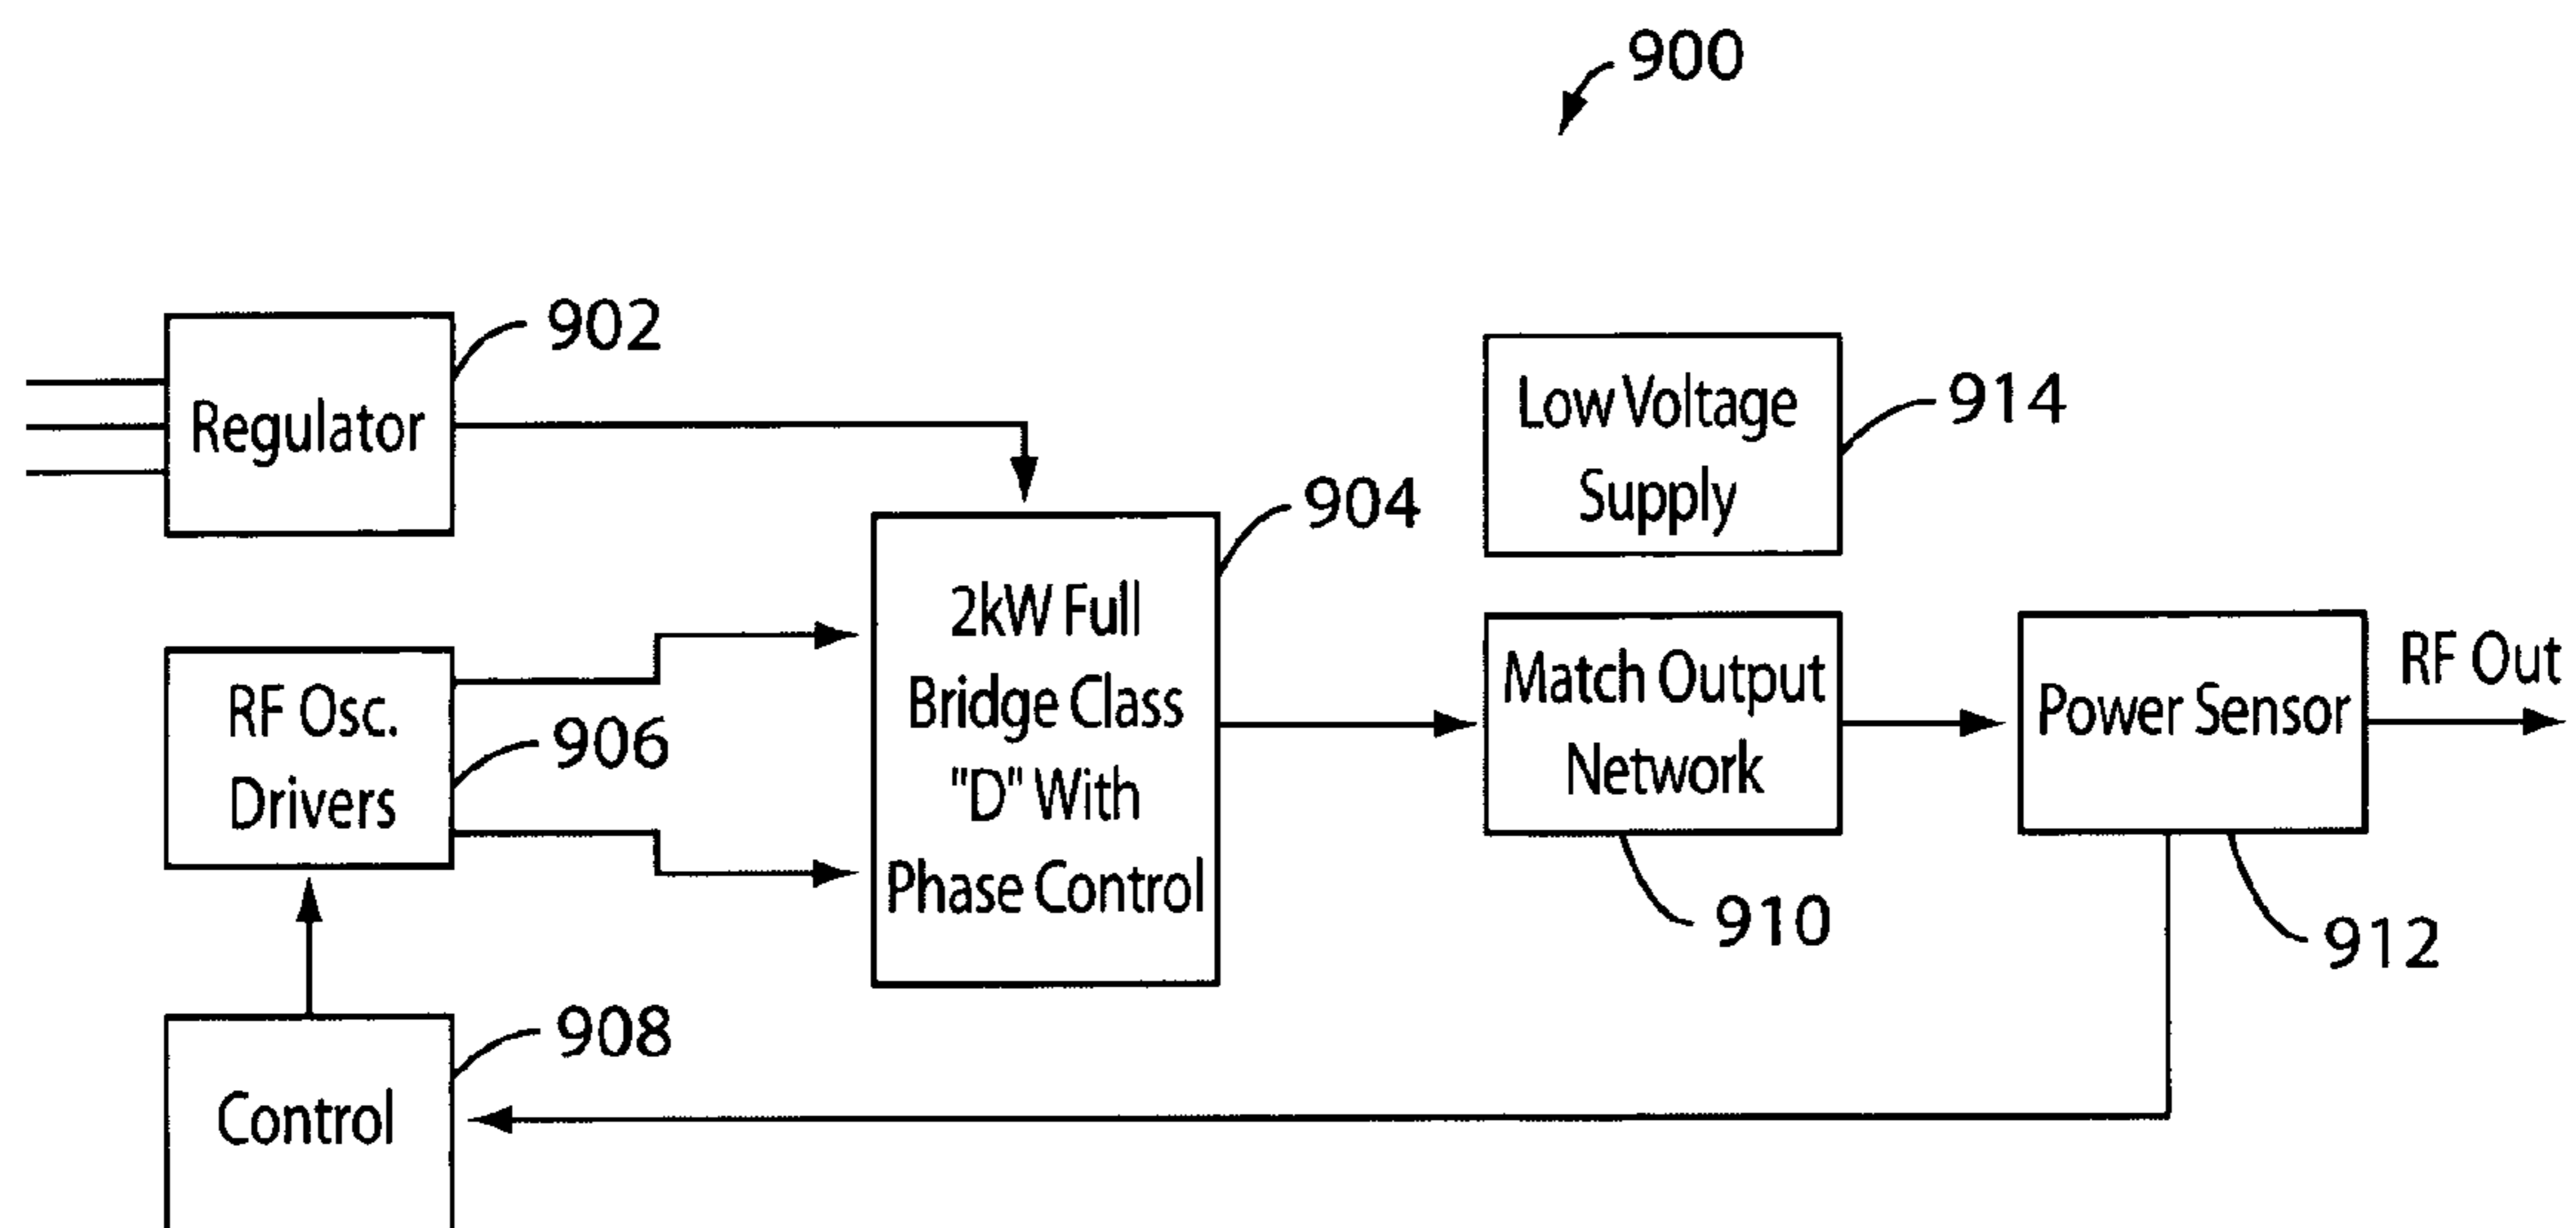 900
902
Regulator
Low Voltage
Supply
914
904
2kW Full
Bridge Class
"D" With
Phase Control
RF Osc.
Drivers
906
Match Output
Network
910
Power Sensor
912
RF Out
908
Control